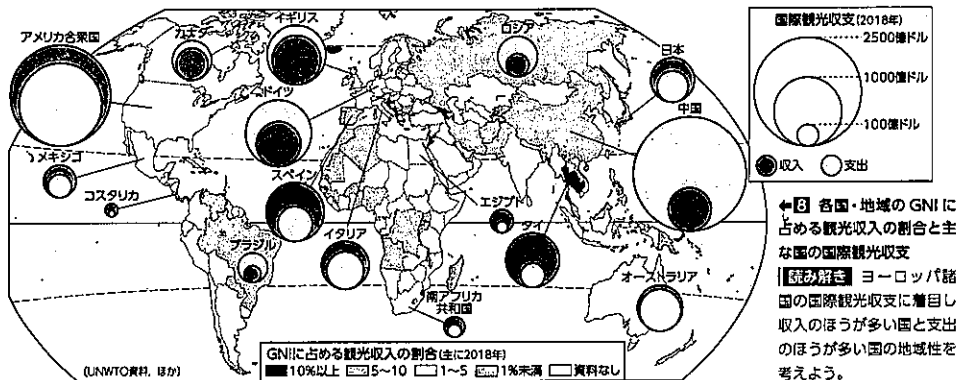 アメリカ合衆国
カナダ
イギリス
ロシア
日本
ドイツ
中国
メキシコ
コスタリカ
スペイン
エジプト
ブラジル
イタリア
タイ
オーストラリア
南アフリカ
共和国
GNIに占める観光収入の割合(主に2018年)
10%以上 5~10 1~5 1%未満 資料なし
(UNWTO資料，ほか)
国際観光収支(2018年)
2500億ドル
1000億ドル
100億ドル
収入 支出
←8 各国・地域のGNIに
占める観光収入の割合と主
な国の国際観光収支
読み解き ヨーロッパ諸
国の国際観光収支に着目し
収入のほうが多い国と支出
のほうが多い国の地域性を
考えよう。